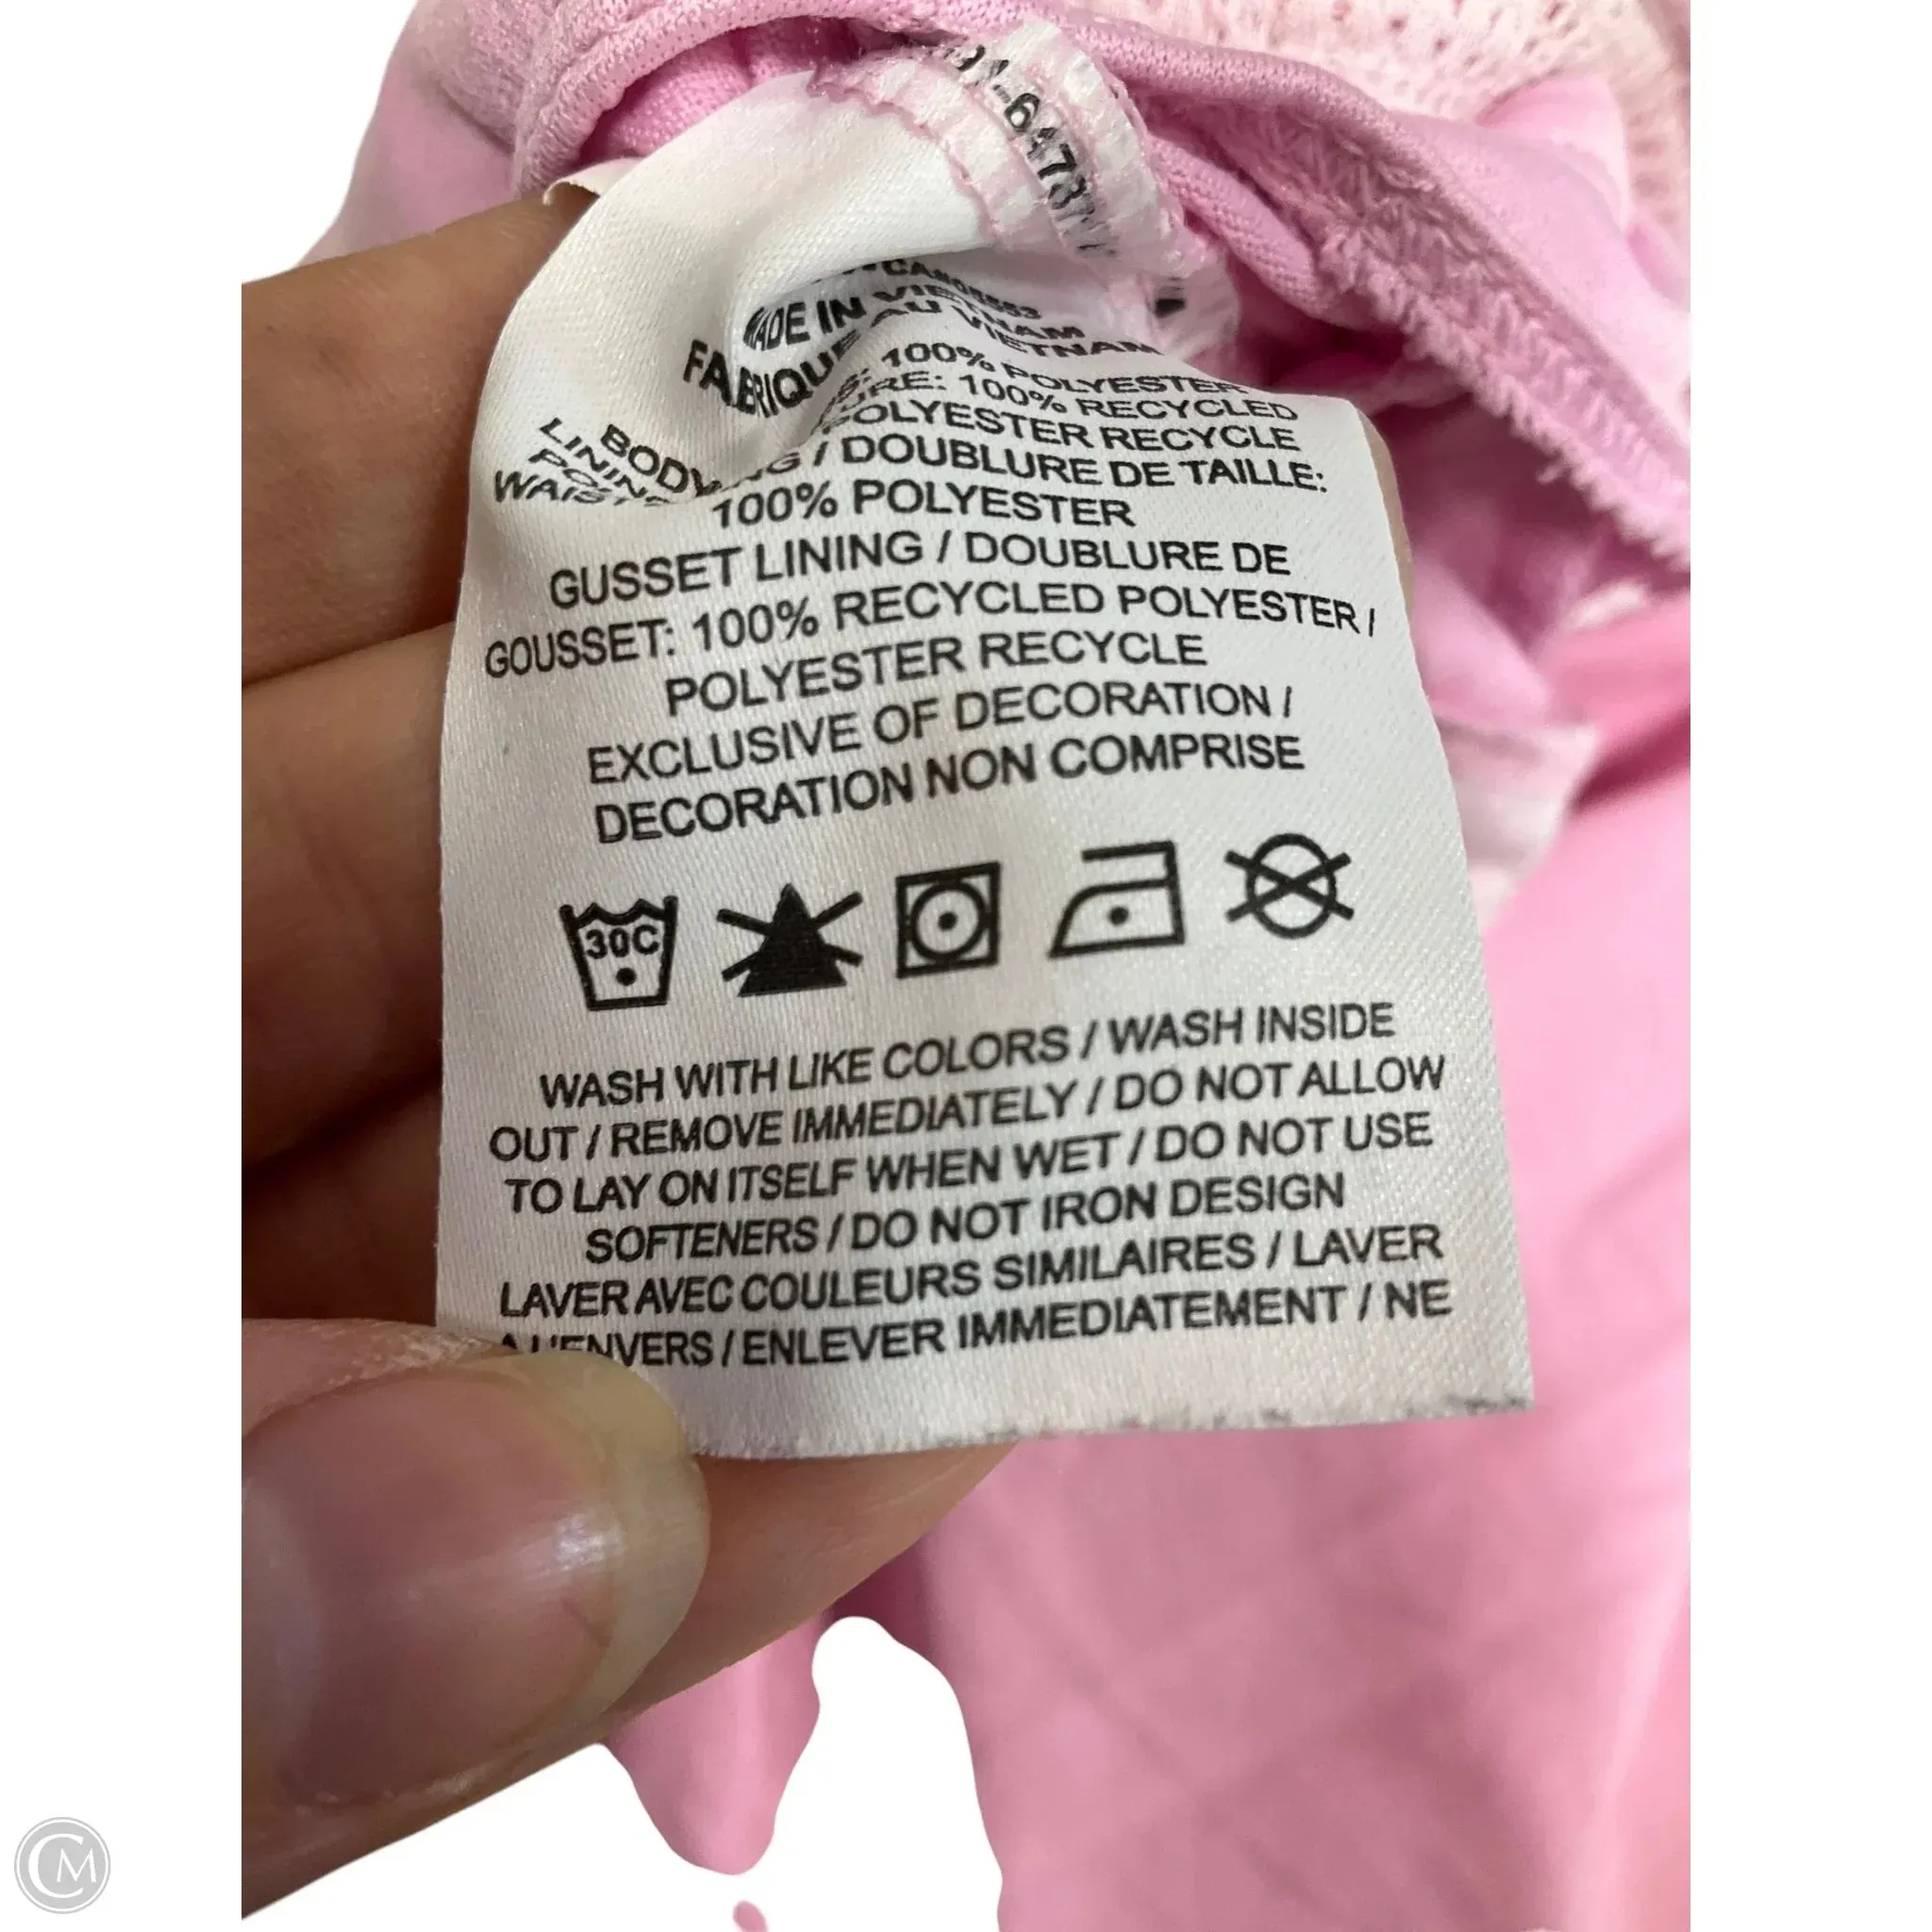 MADE IN VIETNAM
FABRIQUE AU VIETNAM
BODY 100% POLYESTER
LINING 100% RECYCLED
POLYESTER RECYCLE
/ DOUBLURE DE TAILLE:
100% POLYESTER
GUSSET LINING / DOUBLURE DE
GOUSSET: 100% RECYCLED POLYESTER /
POLYESTER RECYCLE
EXCLUSIVE OF DECORATION /
DECORATION NON COMPRISE
30C
WASH WITH LIKE COLORS / WASH INSIDE
OUT / REMOVE IMMEDIATELY / DO NOT ALLOW
TO LAY ON ITSELF WHEN WET / DO NOT USE
SOFTENERS / DO NOT IRON DESIGN
LAVER AVEC COULEURS SIMILAIRES / LAVER
A L'ENVERS / ENLEVER IMMEDIATEMENT / NE
CM